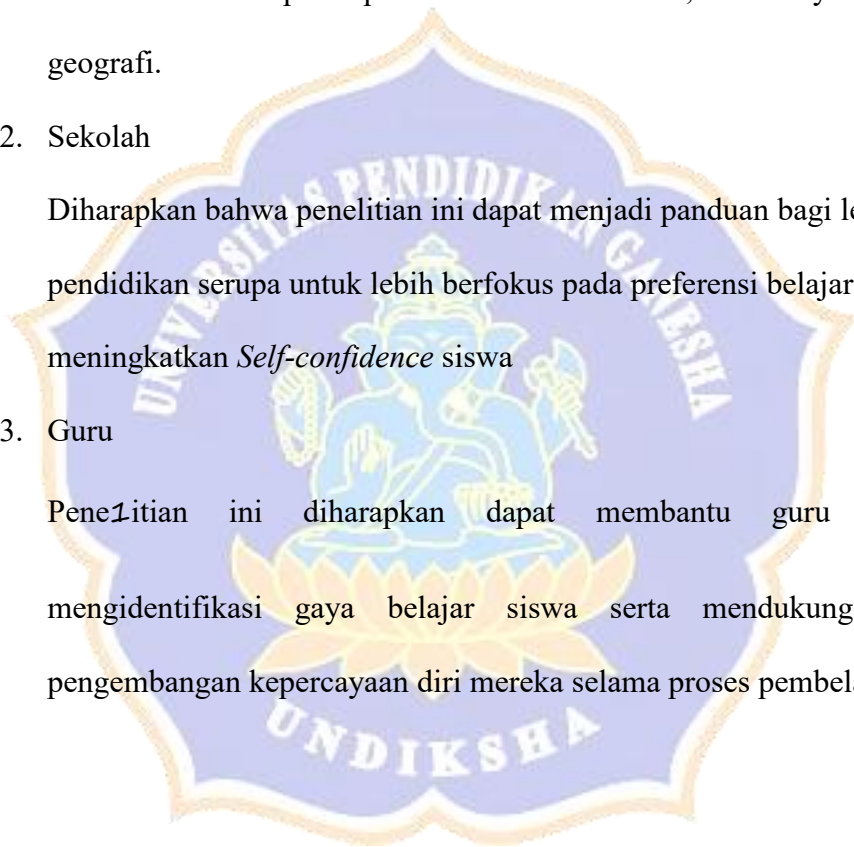 geografi.
2. Sekolah
UNIVERSITAS PENDIDIKAN GANESHA
Diharapkan bahwa penelitian ini dapat menjadi panduan bagi
pendidikan serupa untuk lebih berfokus pada preferensi belajar
meningkatkan Self-confidence siswa
3. Guru
Pene1itian ini diharapkan dapat membantu guru
mengidentifikasi gaya belajar siswa serta mendukung
pengembangan kepercayaan diri mereka selama proses
UNDIKSHA